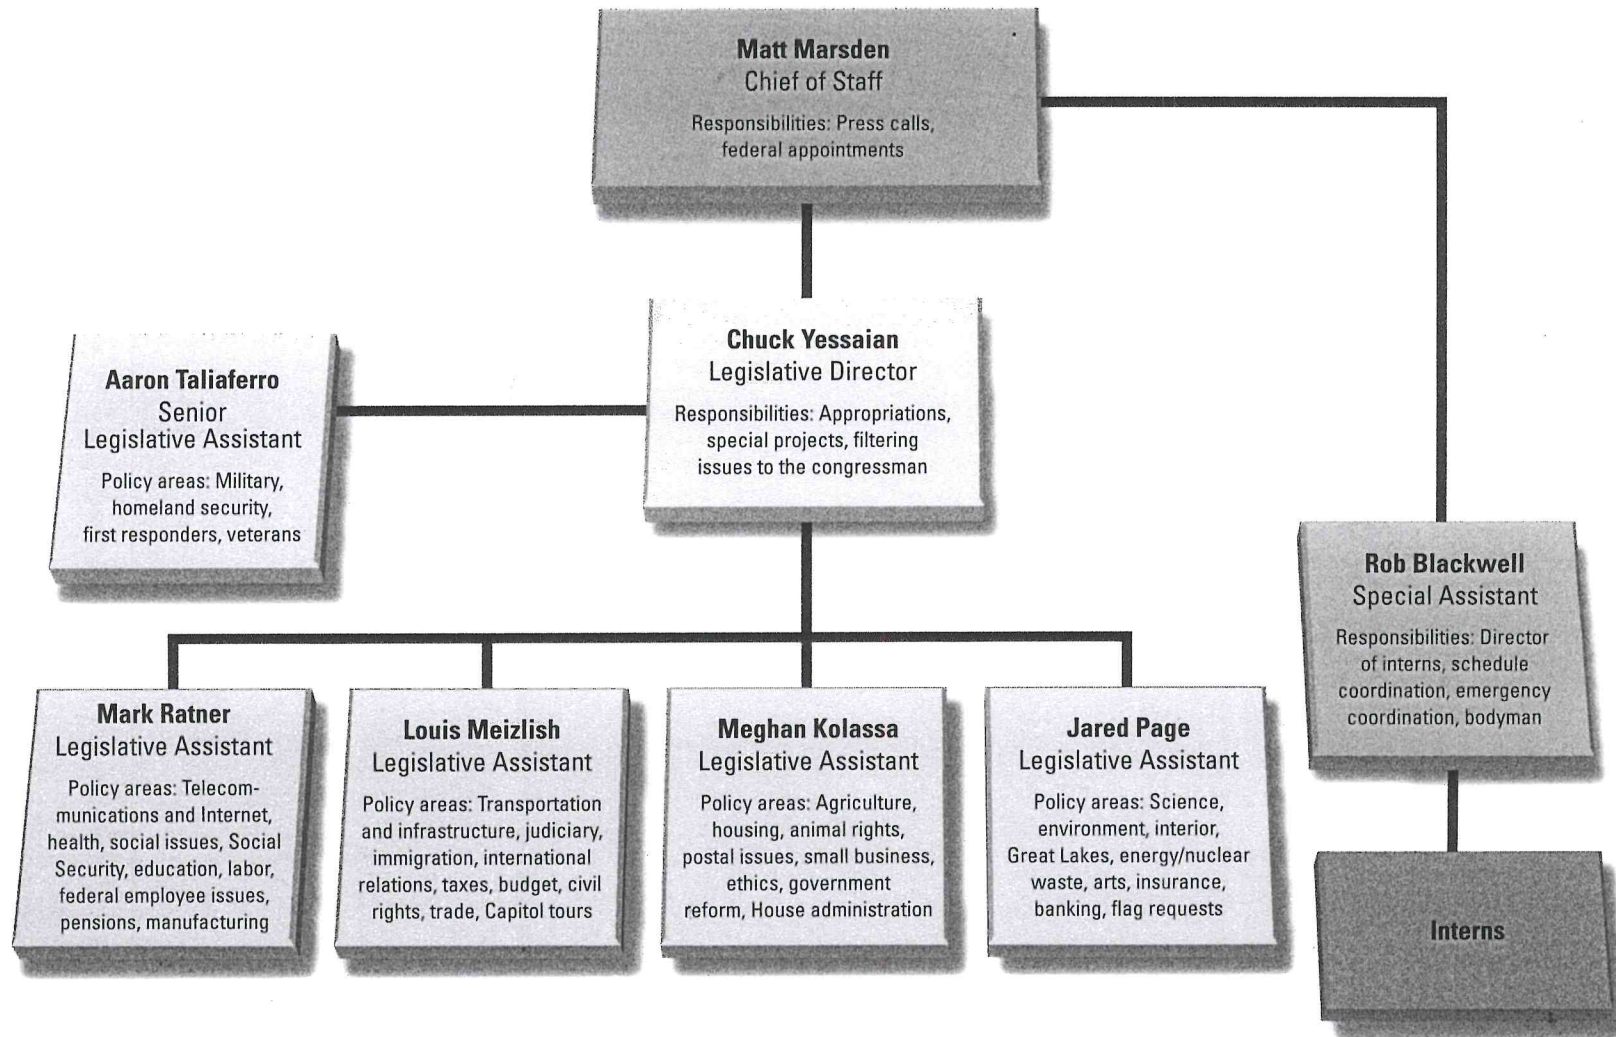 Matt Marsden
Chief of Staff
Responsibilities: Press calls,
federal appointments
Chuck Yessaian
Legislative Director
Responsibilities: Appropriations,
special projects, filtering
issues to the congressman
Aaron Taliaferro
Senior
Legislative Assistant
Policy areas: Military,
homeland security,
first responders, veterans
Rob Blackwell
Special Assistant
Responsibilities: Director
of interns, schedule
coordination, emergency
coordination, bodyman
Mark Ratner
Legislative Assistant
Policy areas: Telecom-
munications and Internet,
health, social issues, Social
Security, education, labor,
federal employee issues,
pensions, manufacturing
Louis Meizlish
Legislative Assistant
Policy areas: Transportation
and infrastructure, judiciary,
immigration, international
relations, taxes, budget, civil
rights, trade, Capitol tours
Meghan Kolassa
Legislative Assistant
Policy areas: Agriculture,
housing, animal rights,
postal issues, small business,
ethics, government
reform, House administration
Jared Page
Legislative Assistant
Policy areas: Science,
environment, interior,
Great Lakes, energy/nuclear
waste, arts, insurance,
banking, flag requests
Interns